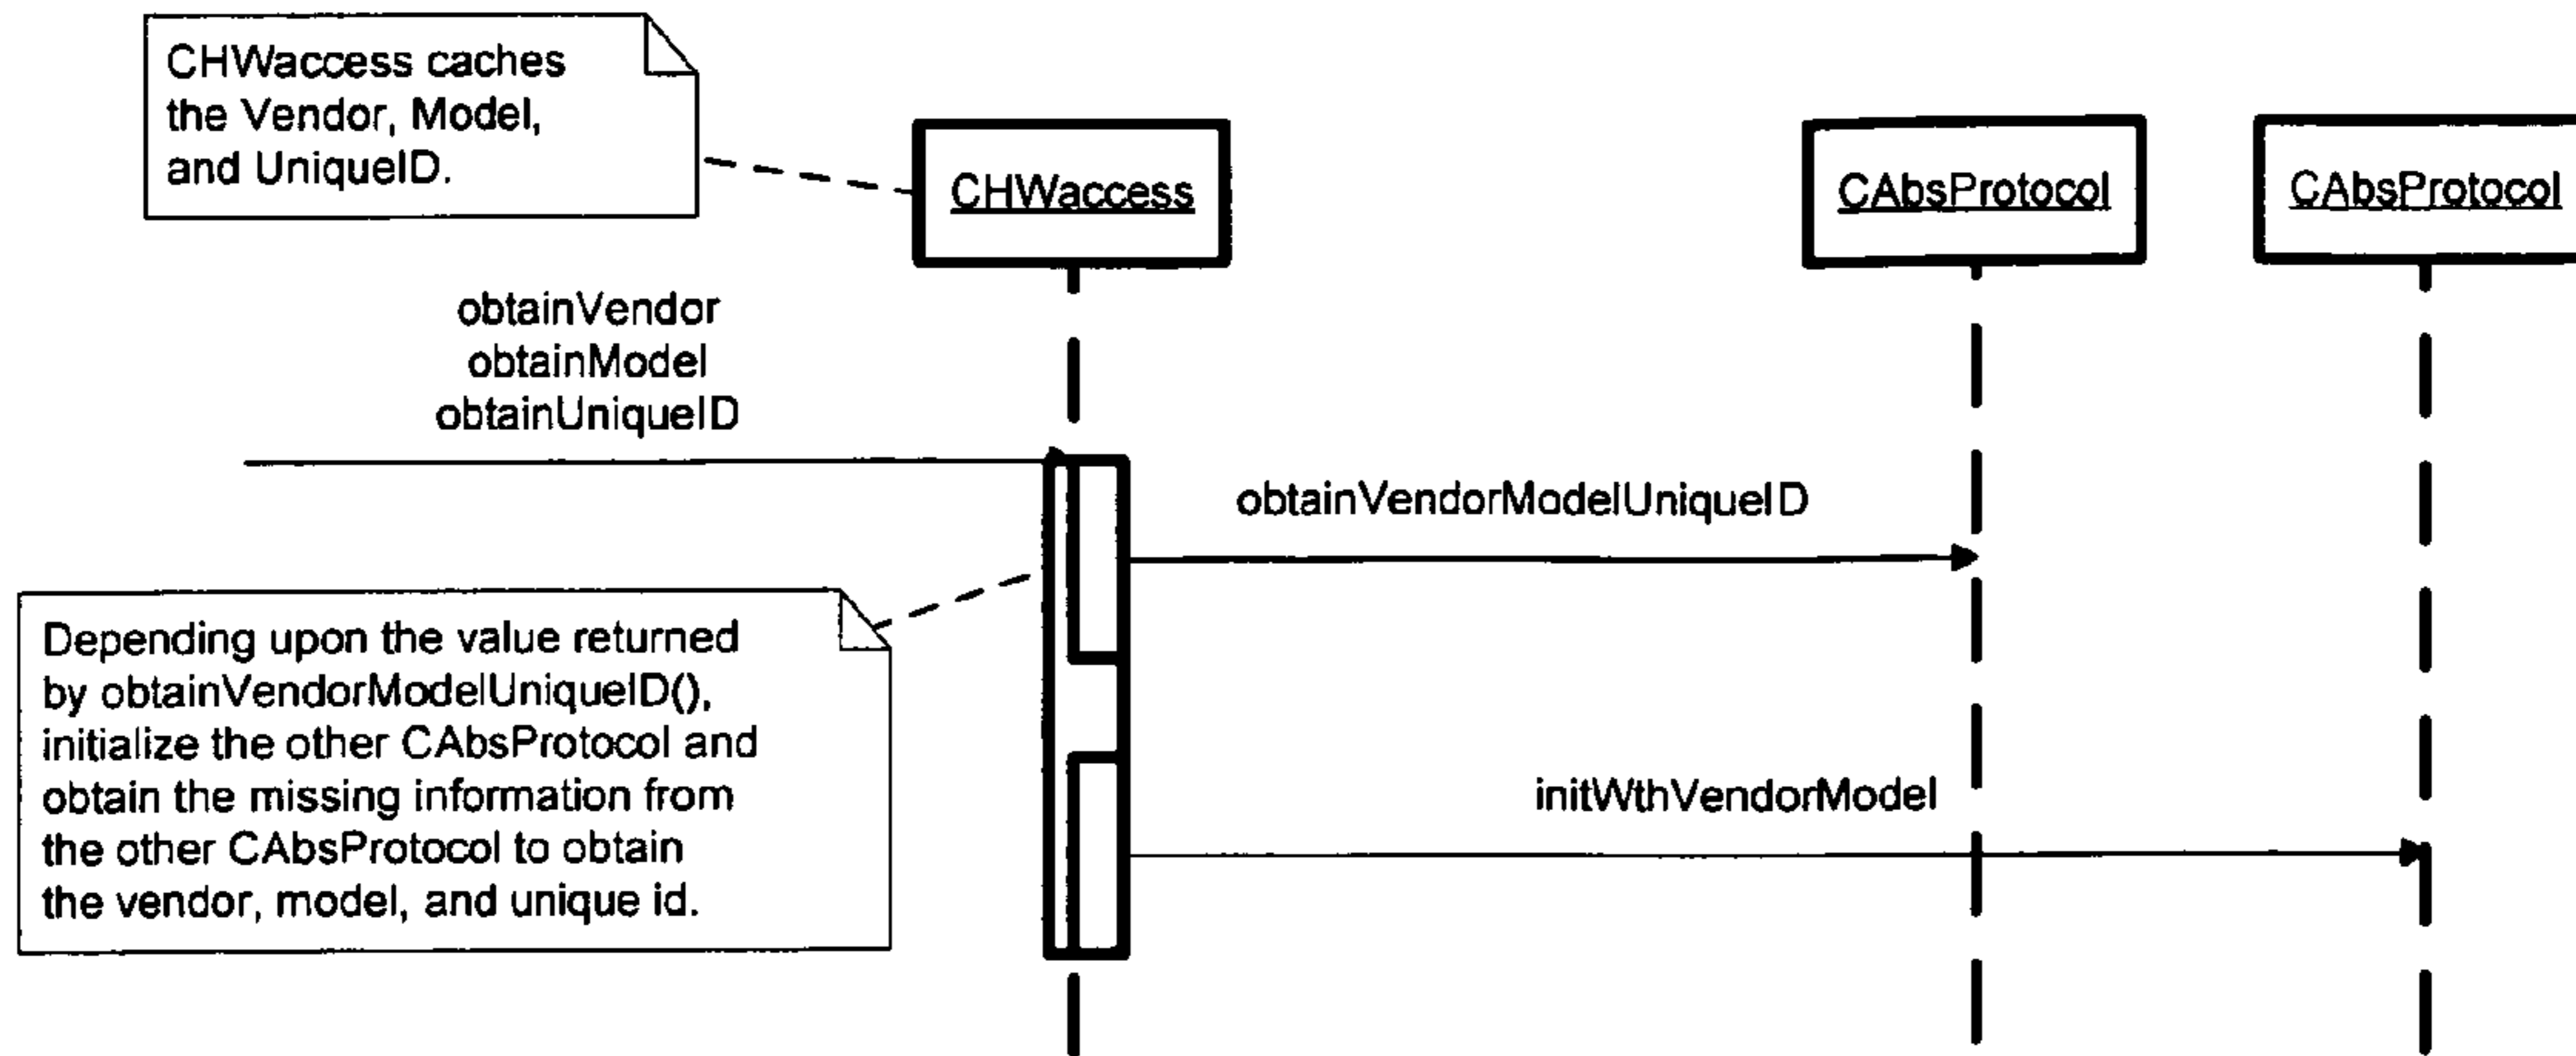 CHWaccess caches
the Vendor, Model,
and UniqueID.
CHWaccess
CAbsProtocol
CAbsProtocol
obtainVendor
obtainModel
obtainUniqueID
obtainVendorModelUniqueID
Depending upon the value returned
by obtainVendorModelUniqueID(),
initialize the other CAbsProtocol and
obtain the missing information from
the other CAbsProtocol to obtain
the vendor, model, and unique id.
initWthVendorModel